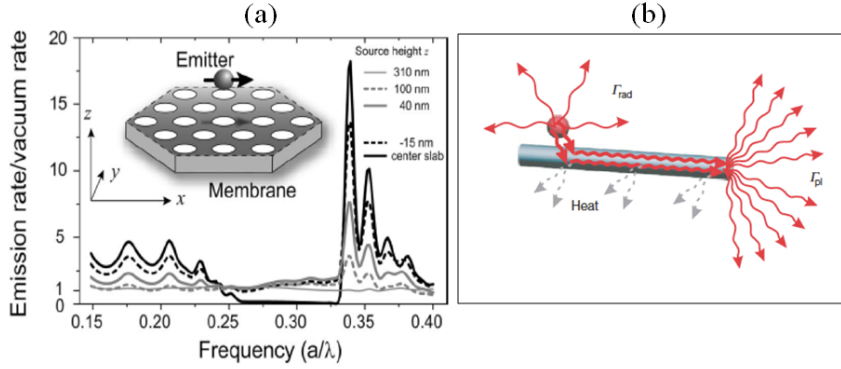 (a)
(b)
Emission rate/vacuum rate
20
15
10
5
1
0
Emitter
Membrane
z
y
x
Source height z
310 nm
100 nm
40 nm
-15 nm
center slab
0.15
0.20
0.25
0.30
0.35
0.40
Frequency (a/λ)
Γrad
Γpl
Heat